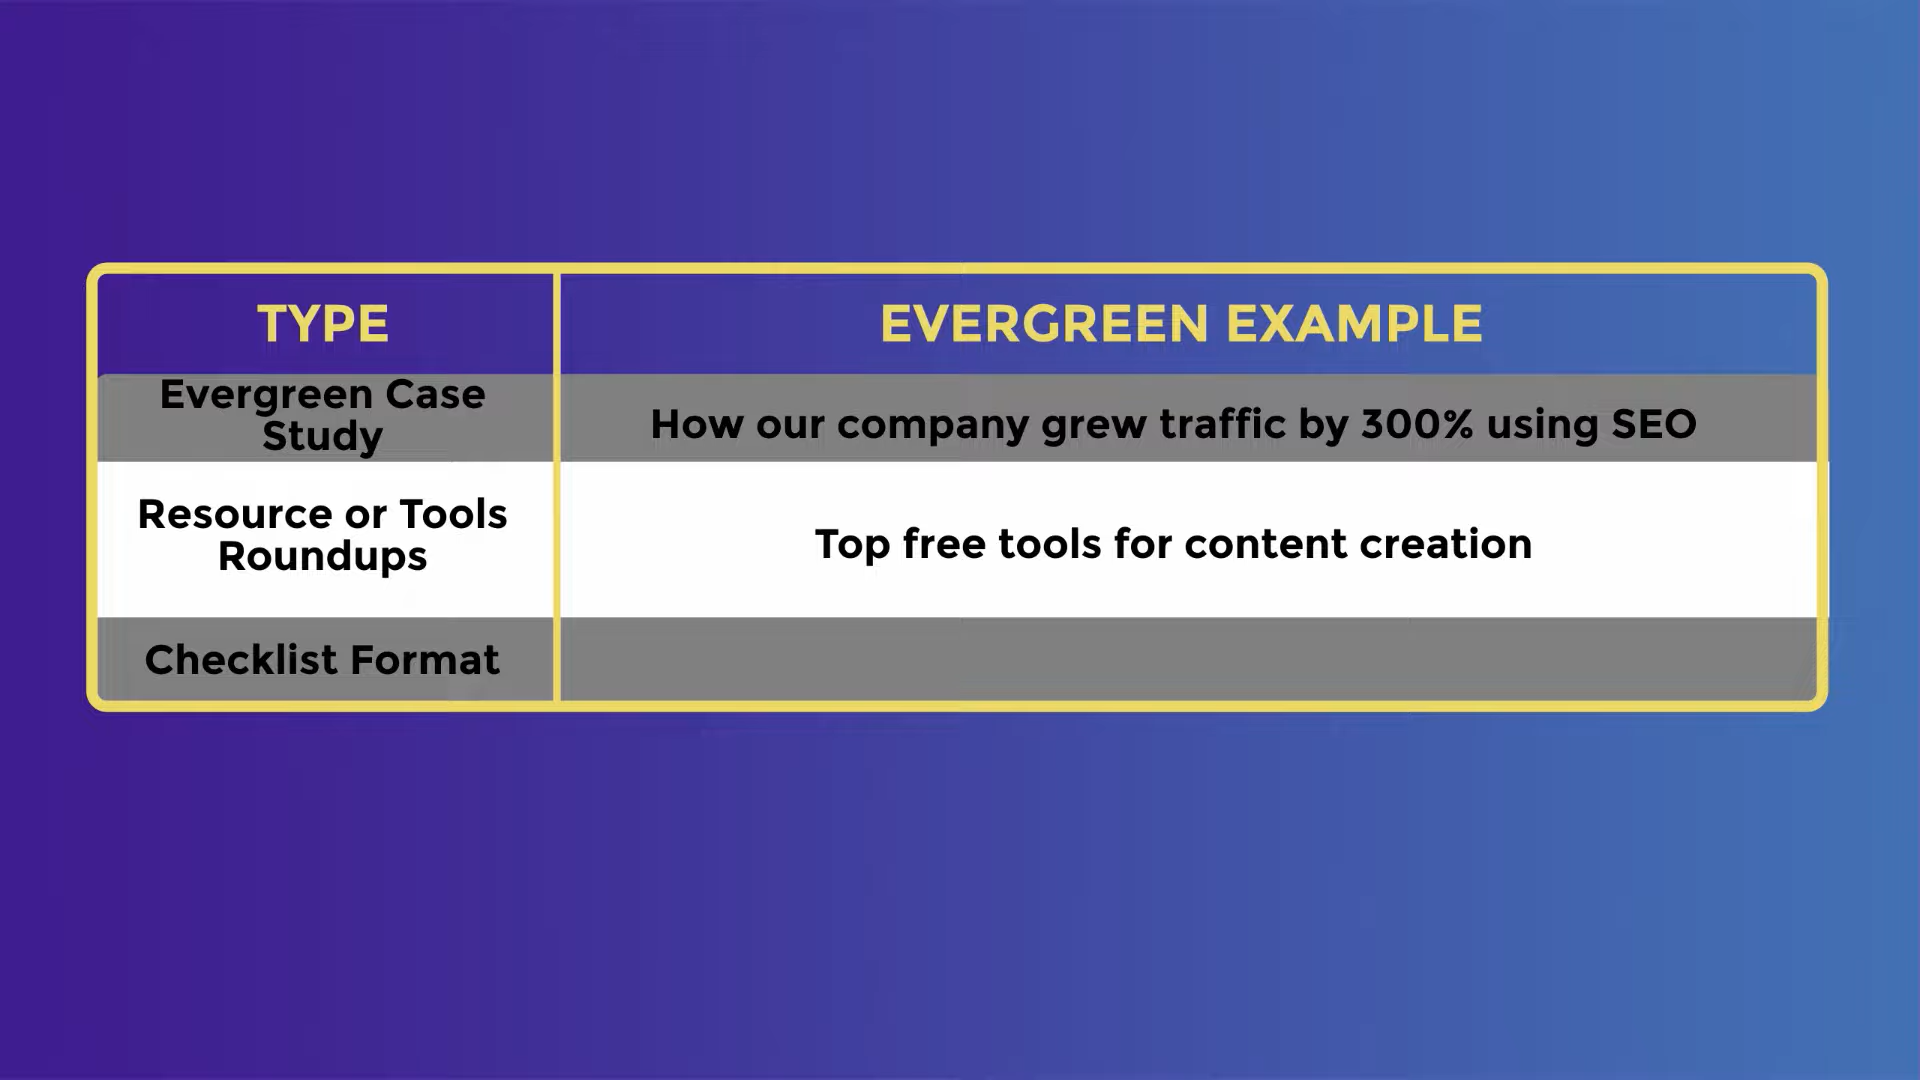 TYPE
EVERGREEN EXAMPLE
Evergreen Case
Study
How our company grew traffic by 300% using SEO
Resource or Tools
Roundups
Top free tools for content creation
Checklist Format